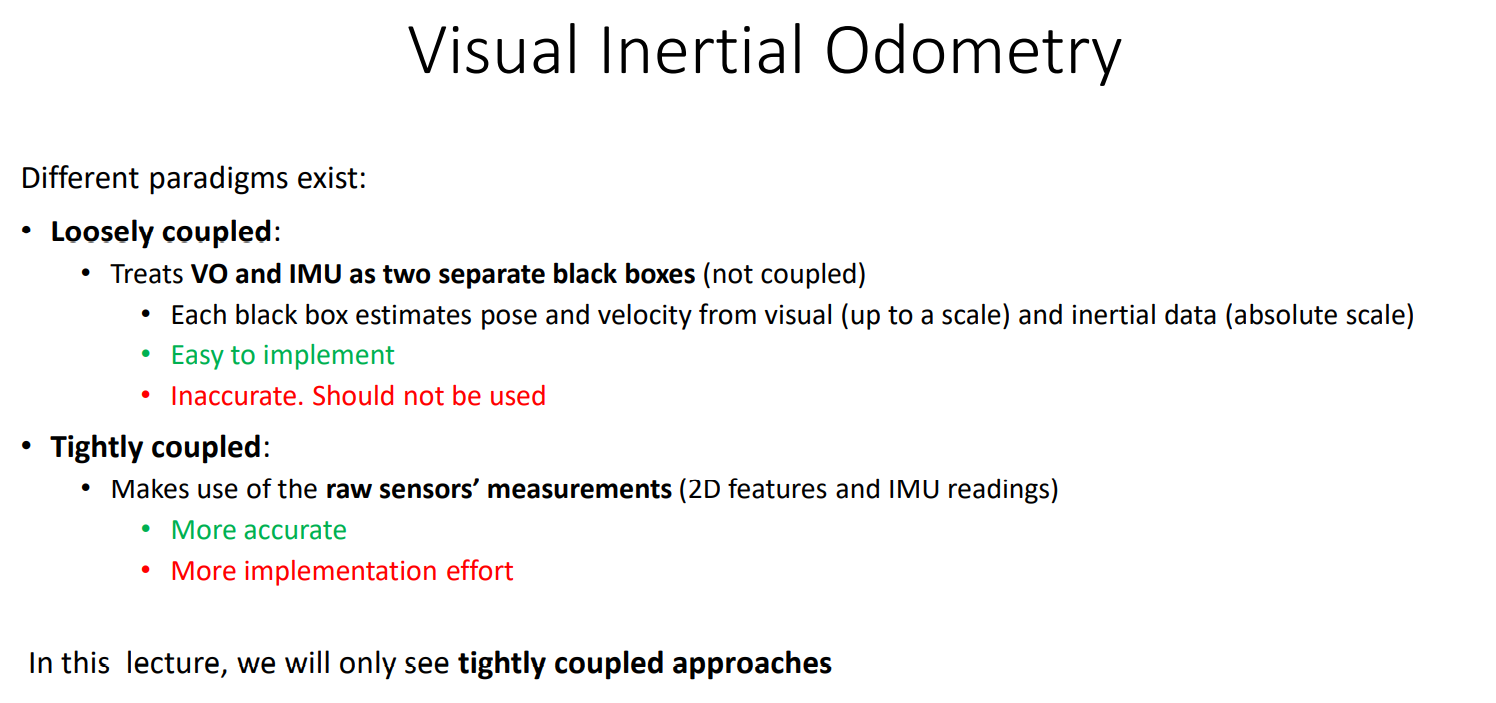 Visual Inertial Odometry
Different paradigms exist:
• Loosely coupled:
• Treats VO and IMU as two separate black boxes (not coupled)
• Each black box estimates pose and velocity from visual (up to a scale) and inertial data (absolute scale)
• Easy to implement
• Inaccurate. Should not be used
• Tightly coupled:
• Makes use of the raw sensors’ measurements (2D features and IMU readings)
• More accurate
• More implementation effort
In this lecture, we will only see tightly coupled approaches